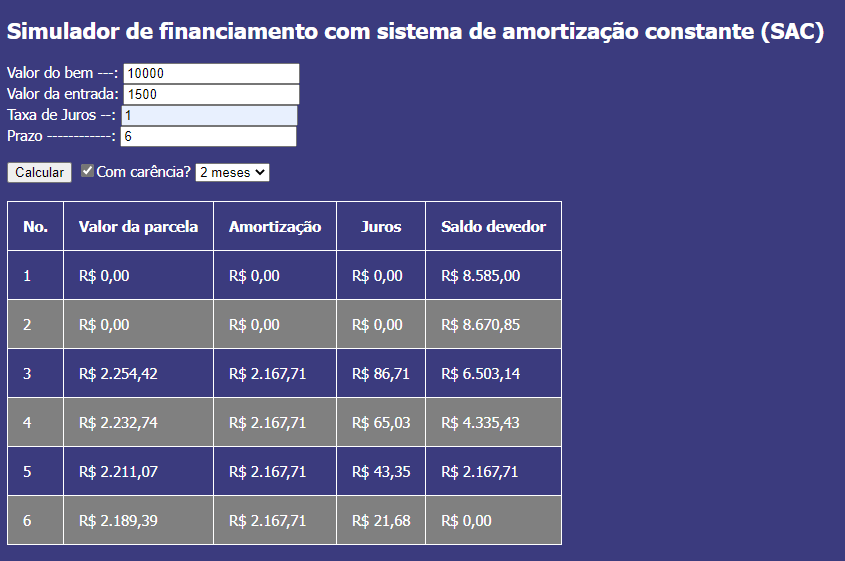 Simulador de financiamento com sistema de amortização constante (SAC)
Valor do bem ---: 10000
Valor da entrada: 1500
Taxa de Juros --: 1
Prazo ------------: 6
Calcular Com carência? 2 meses
No. Valor da parcela Amortização Juros Saldo devedor
1 R$ 0,00 R$ 0,00 R$ 0,00 R$ 8.585,00
2 R$ 0,00 R$ 0,00 R$ 0,00 R$ 8.670,85
3 R$ 2.254,42 R$ 2.167,71 R$ 86,71 R$ 6.503,14
4 R$ 2.232,74 R$ 2.167,71 R$ 65,03 R$ 4.335,43
5 R$ 2.211,07 R$ 2.167,71 R$ 43,35 R$ 2.167,71
6 R$ 2.189,39 R$ 2.167,71 R$ 21,68 R$ 0,00